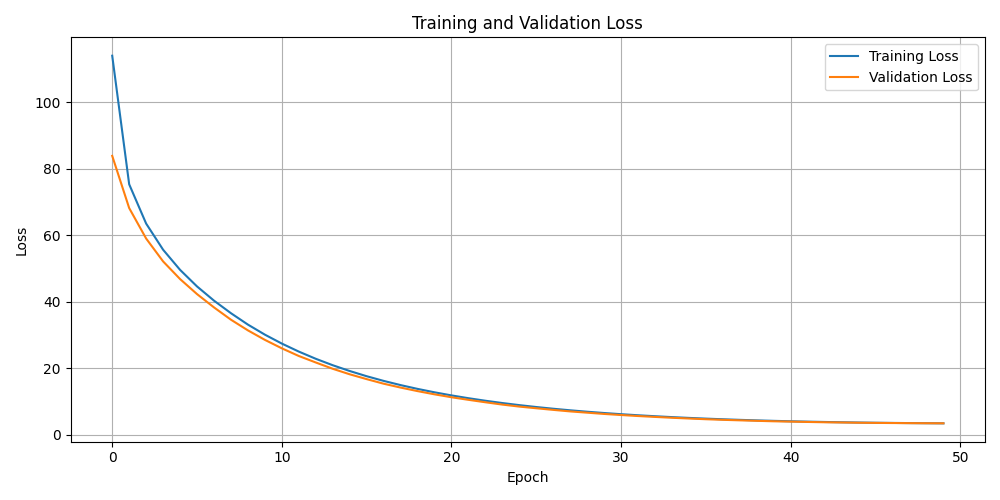 Training and Validation Loss
Training Loss
Validation Loss
Loss
100
80
60
40
20
0
0 10 20 30 40 50
Epoch